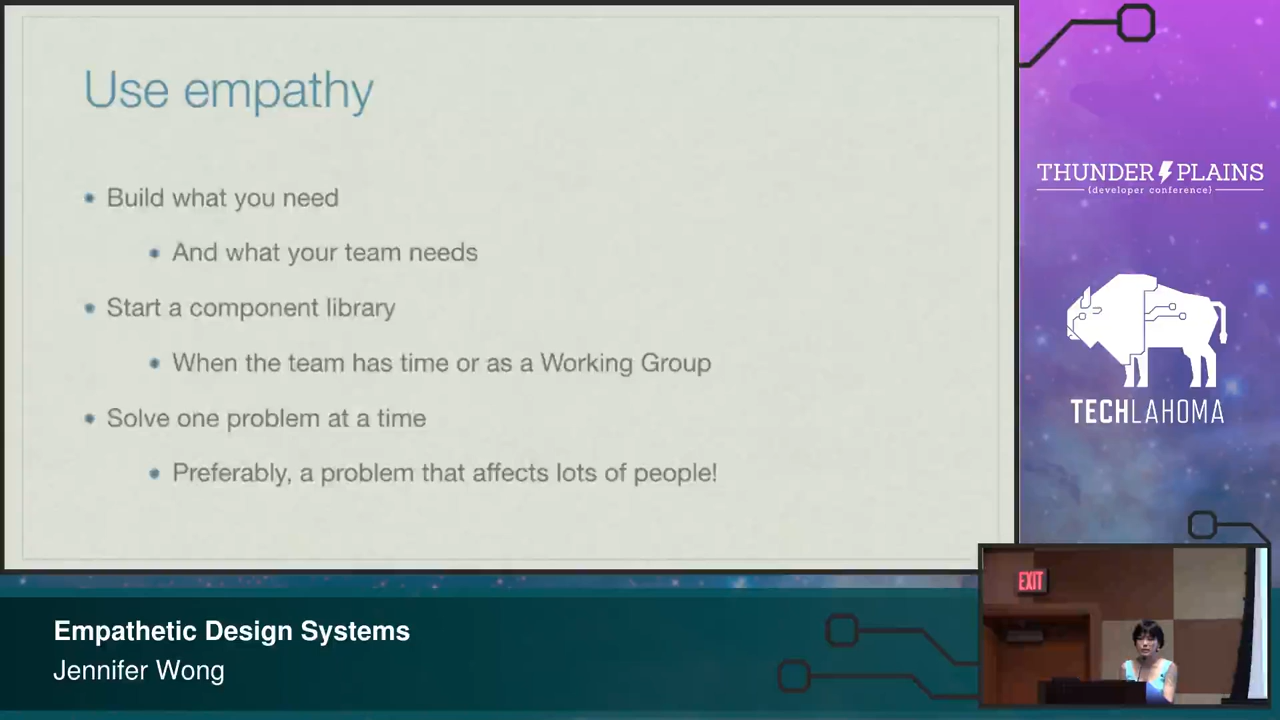 Use empathy
Build what you need
And what your team needs
Start a component library
When the team has time or as a Working Group
Solve one problem at a time
Preferably, a problem that affects lots of people!
THUNDER PLAINS
{developer conference}
TECHLAHOMA
EXIT
Empathetic Design Systems
Jennifer Wong